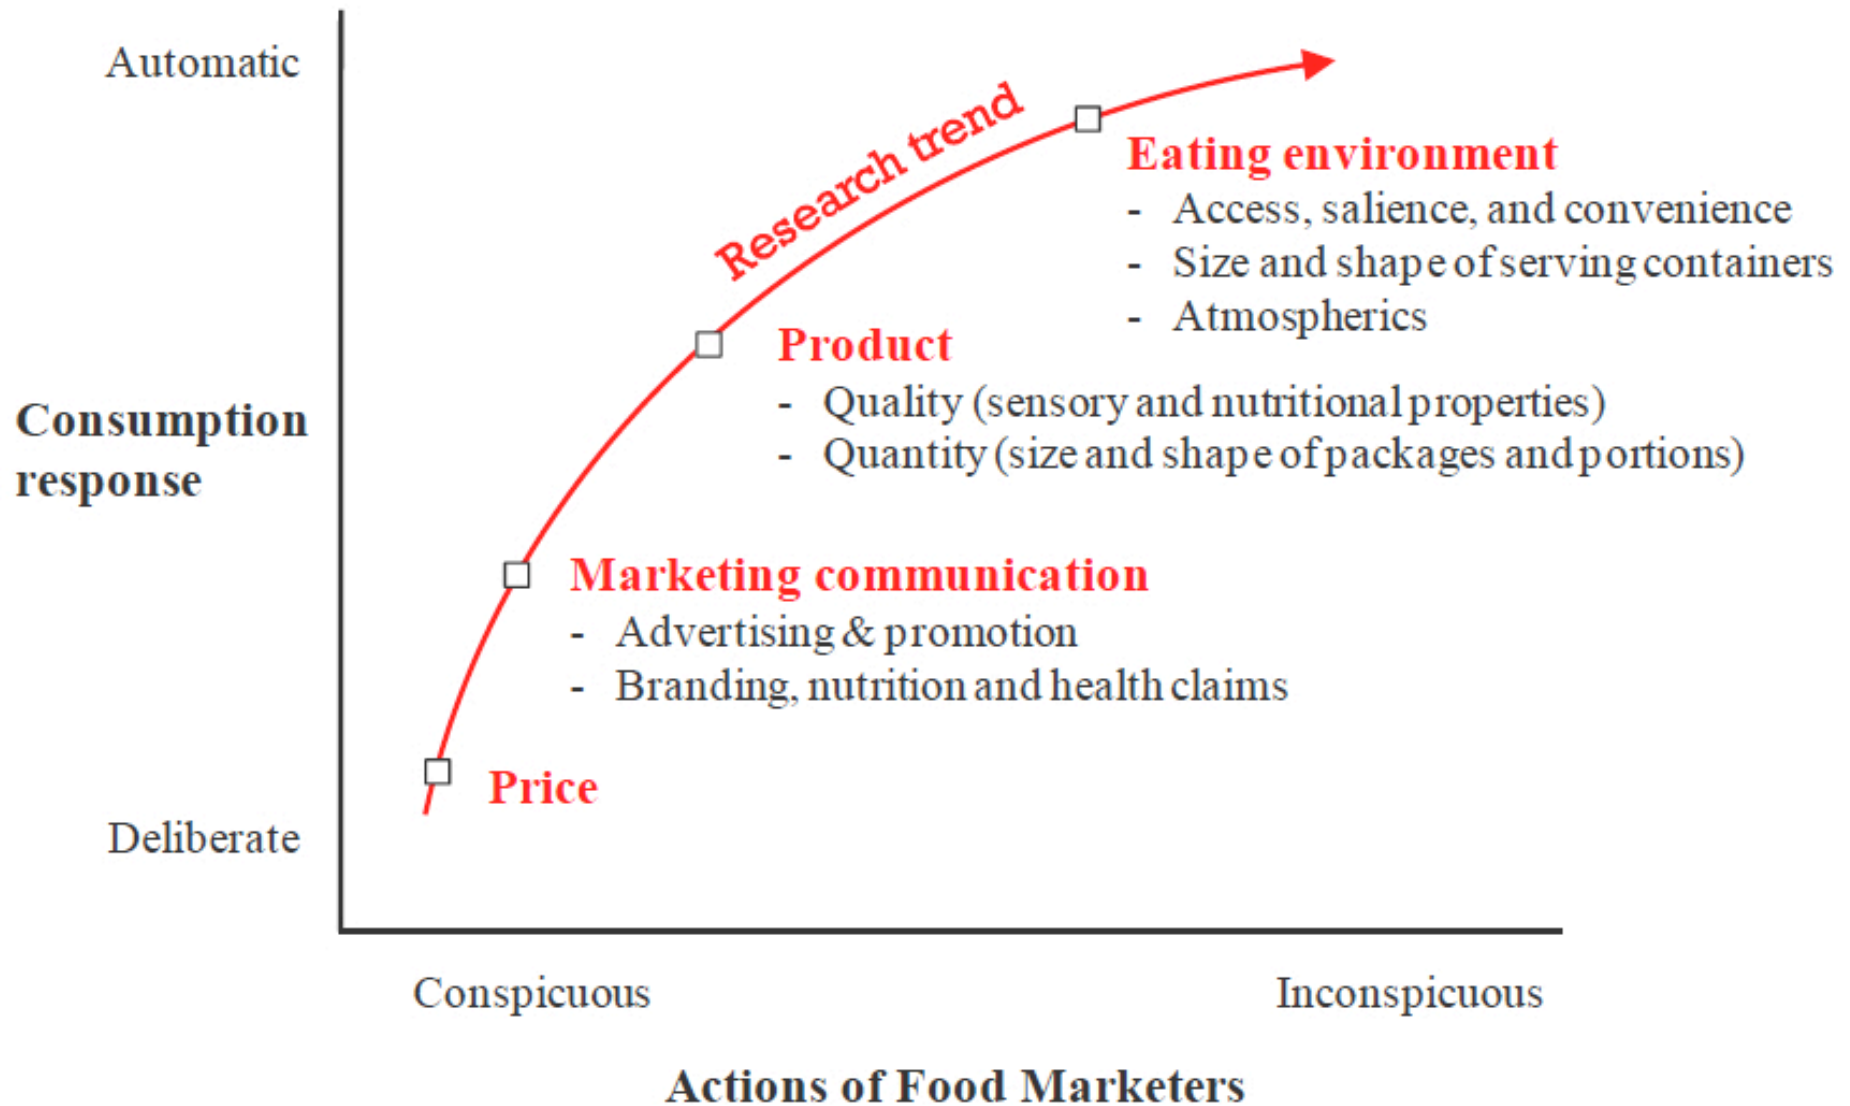 Automatic
Research trend
Eating environment
- Access, salience, and convenience
- Size and shape of serving containers
- Atmospherics
Product
- Quality (sensory and nutritional properties)
- Quantity (size and shape of packages and portions)
Consumption
response
Marketing communication
- Advertising & promotion
- Branding, nutrition and health claims
Price
Deliberate
Conspicuous
Inconspicuous
Actions of Food Marketers